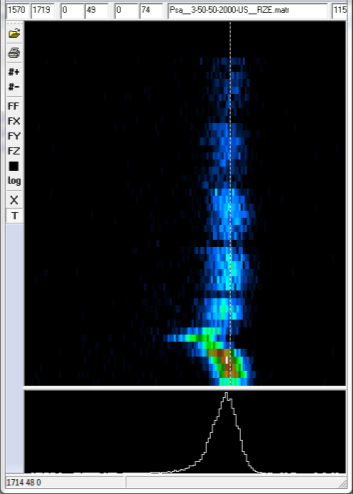 1570 1719 0 49 0 74 Psa__3-50-50-2000-US__RZE.matr 115
#+
#-
FF
FX
FY
FZ
log
X
T
1714 48 0